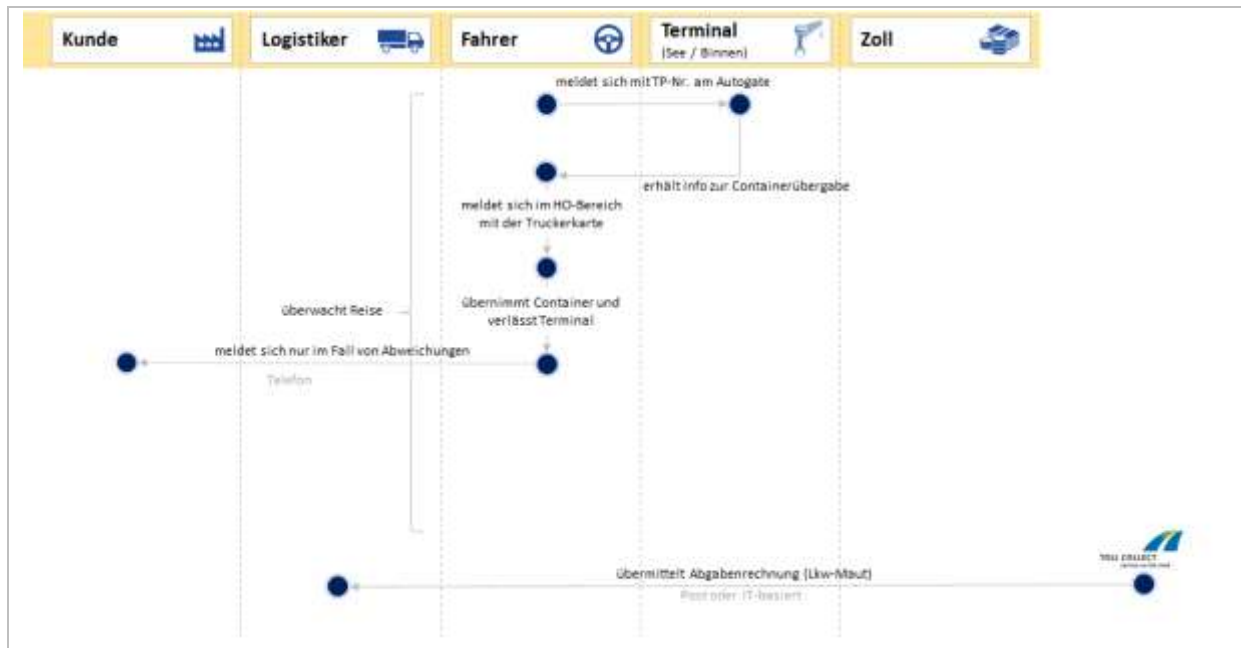 Kunde
Logistiker
Fahrer
Terminal
(See / Binnen)
Zoll
meldet sich mit TP-Nr. am Autogate
erhält Info zur Containerübergabe
meldet sich im HO-Bereich
mit der Truckerkarte
überwacht Reise
übernimmt Container und
verlässt Terminal
meldet sich nur im Fall von Abweichungen
Telefon
TOLL COLLECT
übermittelt Abgabenrechnung (Lkw-Maut)
Post oder IT-basiert